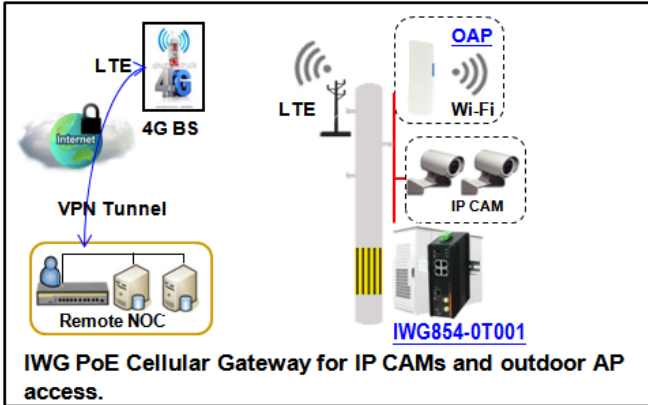 LTE
4G
4G BS
Internet
VPN Tunnel
Remote NOC
LTE
OAP
Wi-Fi
IP CAM
IWG854-0T001
IWG PoE Cellular Gateway for IP CAMs and outdoor AP
access.